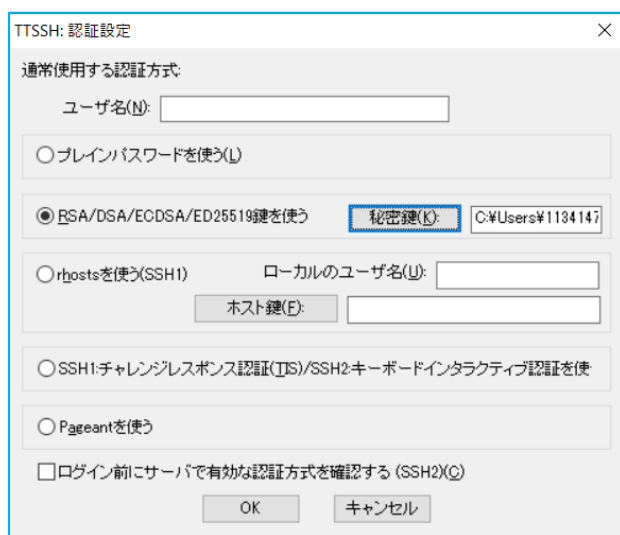 TTSSH: 認証設定
通常使用する認証方式:
ユーザ名(N):
プレインパスワードを使う(L)
RSA/DSA/ECDSA/ED25519鍵を使う 秘密鍵(K): C:¥Users¥1134147
rhostsを使う(SSH1) ローカルのユーザ名(U):
ホスト鍵(F):
SSH1:チャレンジレスポンス認証(TIS)/SSH2:キーボードインタラクティブ認証を使
Pageantを使う
ログイン前にサーバで有効な認証方式を確認する (SSH2)(C)
OK キャンセル